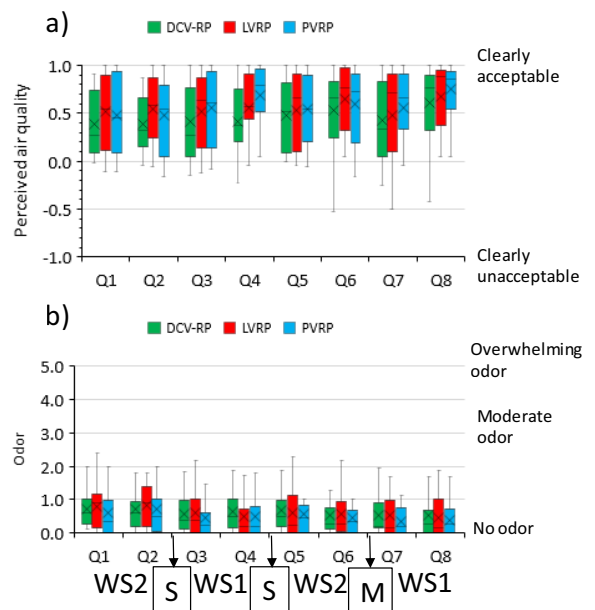 a)
DCV-RP LVRP PVRP
Clearly
acceptable
Perceived air quality
1.0
0.5
0.0
-0.5
-1.0
Q1 Q2 Q3 Q4 Q5 Q6 Q7 Q8
Clearly
unacceptable
b)
DCV-RP LVRP PVRP
Overwhelming
odor
Moderate
odor
No odor
Odor
5.0
4.0
3.0
2.0
1.0
0.0
Q1 Q2 Q3 Q4 Q5 Q6 Q7 Q8
WS2 S WS1 S WS2 M WS1